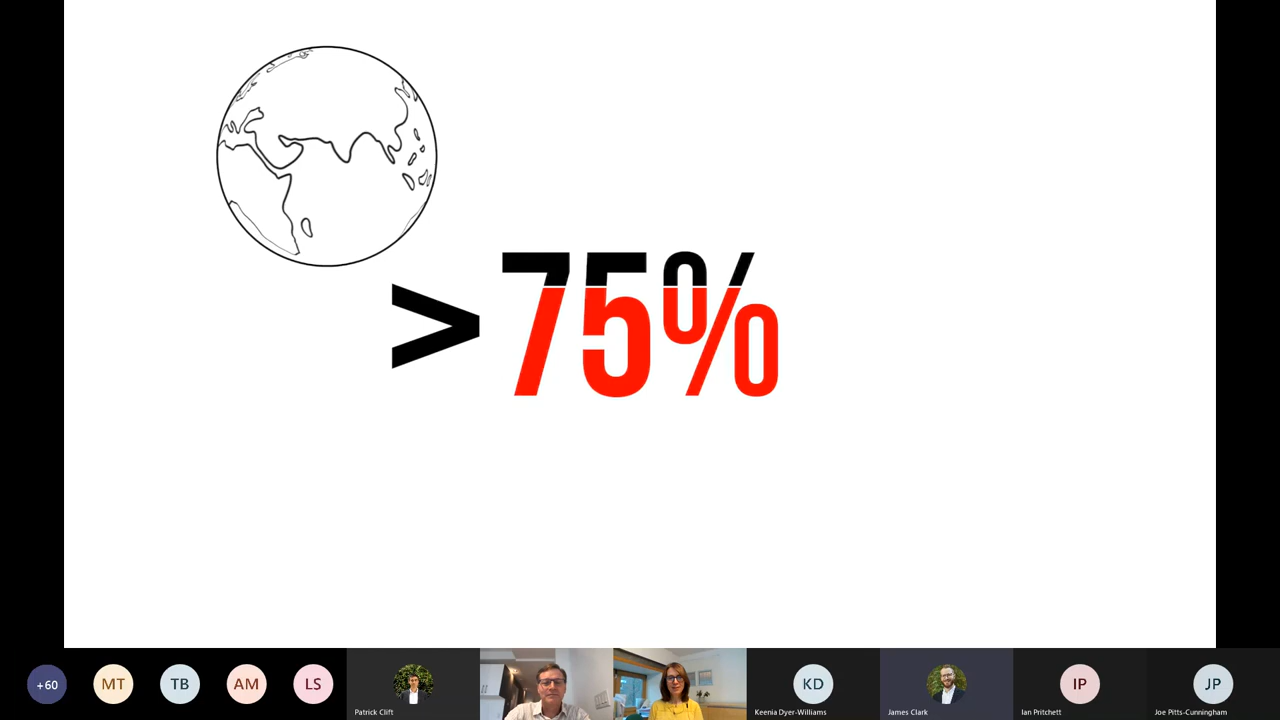 > 75%
+60
MT
TB
AM
LS
Patrick Clift
KD
Keenia Dyer-Williams
James Clark
IP
Ian Pritchett
JP
Joe Pitts-Cunningham